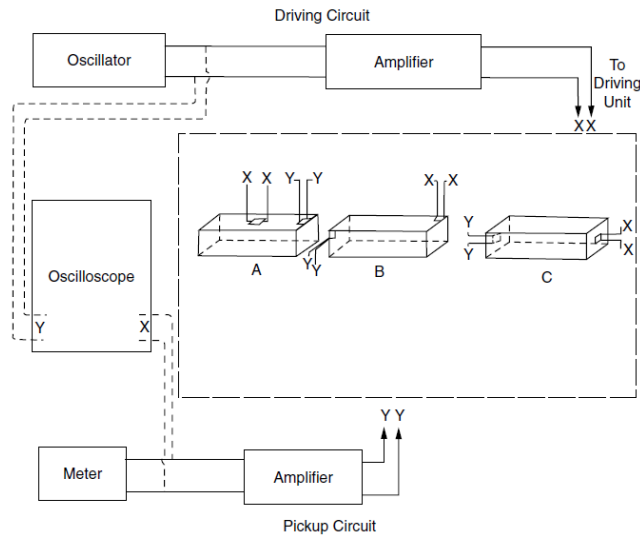 Driving Circuit
Oscillator
Amplifier
To
Driving
Unit
X X
X X Y Y
X X
Y
Y
X
X
Y
Y
A
B
C
Oscilloscope
Y
X
Y Y
Meter
Amplifier
Pickup Circuit